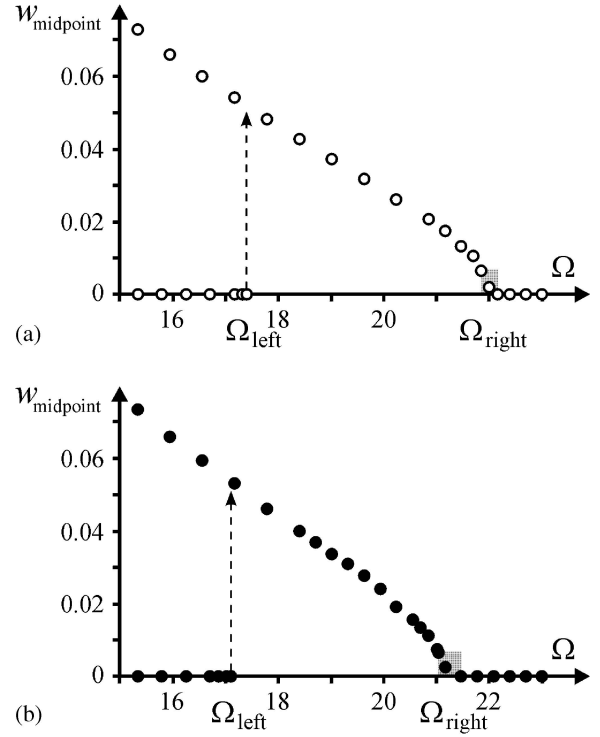 w_midpoint
0.06
0.04
0.02
0
Ω
16 18 20
(a)
Ω_left Ω_right
w_midpoint
0.06
0.04
0.02
0
Ω
16 18 20 22
(b)
Ω_left Ω_right